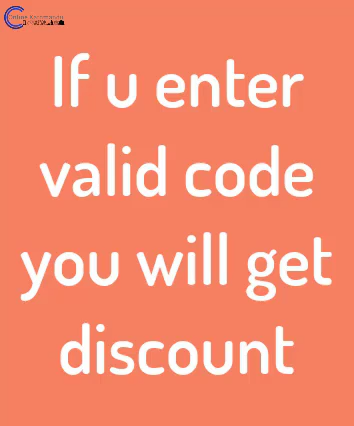 If u enter
valid code
you will get
discount